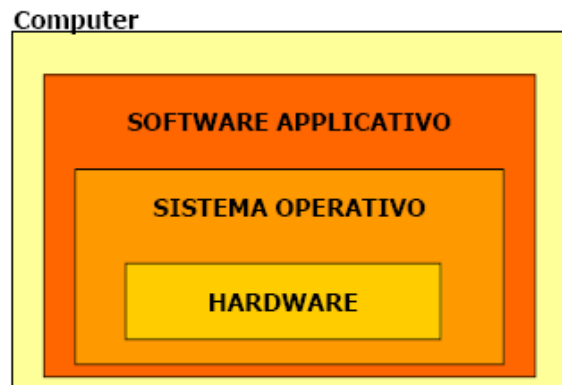 Computer
SOFTWARE APPLICATIVO
SISTEMA OPERATIVO
HARDWARE